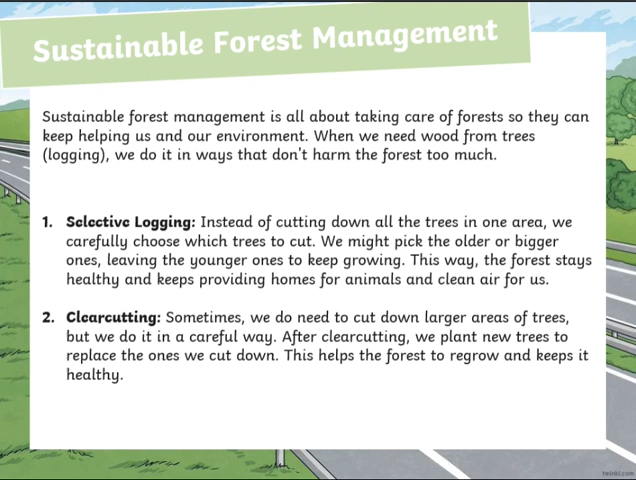 Sustainable Forest Management
Sustainable forest management is all about taking care of forests so they can
keep helping us and our environment. When we need wood from trees
(logging), we do it in ways that don't harm the forest too much.
1. Selective Logging: Instead of cutting down all the trees in one area, we
carefully choose which trees to cut. We might pick the older or bigger
ones, leaving the younger ones to keep growing. This way, the forest stays
healthy and keeps providing homes for animals and clean air for us.
2. Clearcutting: Sometimes, we do need to cut down larger areas of trees,
but we do it in a careful way. After clearcutting, we plant new trees to
replace the ones we cut down. This helps the forest to regrow and keeps it
healthy.
twinkl.com